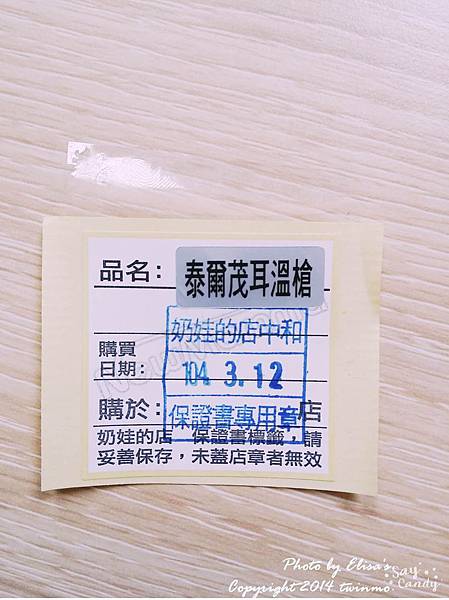 品名：泰爾茂耳溫槍
奶娃的店中和
購買
日期：104. 3. 12
購於：店
保證書專用章
奶娃的店 保證書標籤，請
妥善保存，未蓋店章者無效
Photo by Elisa's
Copyright 2014 twinmo.
Say
Candy